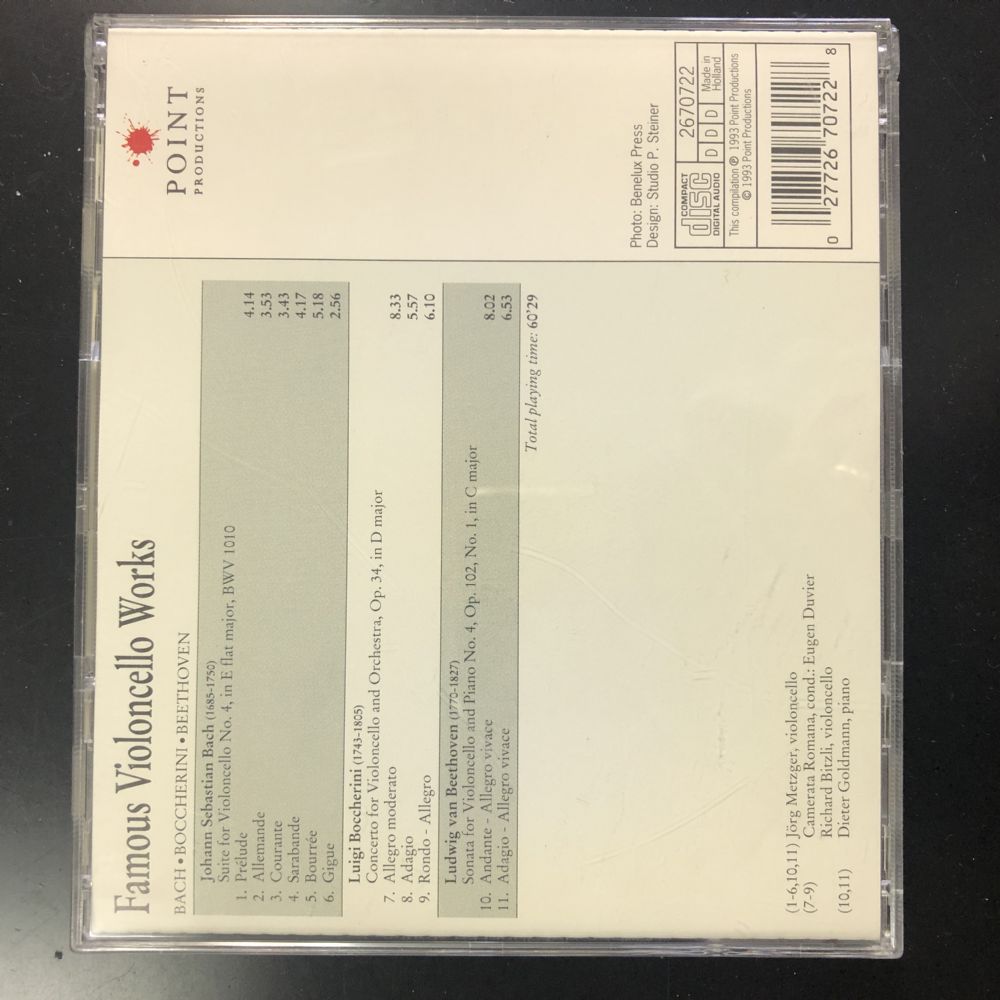 Famous Violoncello Works
BACH • BOCCHERINI • BEETHOVEN
Johann Sebastian Bach (1685-1750)
Suite for Violoncello No. 4, in E flat major, BWV 1010
1. Prélude 4.14
2. Allemande 3.53
3. Courante 3.43
4. Sarabande 4.17
5. Bourrée 5.18
6. Gigue 2.56
Luigi Boccherini (1743-1805)
Concerto for Violoncello and Orchestra, Op. 34, in D major
7. Allegro moderato 8.33
8. Adagio 5.57
9. Rondo - Allegro 6.10
Ludwig van Beethoven (1770-1827)
Sonata for Violoncello and Piano No. 4, Op. 102, No. 1, in C major
10. Andante - Allegro vivace 8.02
11. Adagio - Allegro vivace 6.53
Total playing time: 60'29
(1-6,10,11) Jörg Metzger, violoncello
(7-9) Camerata Romana, cond.: Eugen Duvier
Richard Bitzli, violoncello
(10,11) Dieter Goldmann, piano
POINT
PRODUCTIONS
Photo: Benelux Press
Design: Studio P. Steiner
COMPACT
disc
DIGITAL AUDIO
2670722
D D D
Made in
Holland
This compilation ℗ 1993 Point Productions
© 1993 Point Productions
0 27726 70722 8